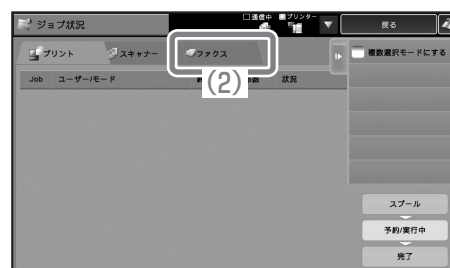 ジョブ状況
通信中
プリンター
戻る
プリント
スキャナー
ファクス
複数選択モードにする
Job ユーザー/モード 状況
(2)
スプール
予約/実行中
完了